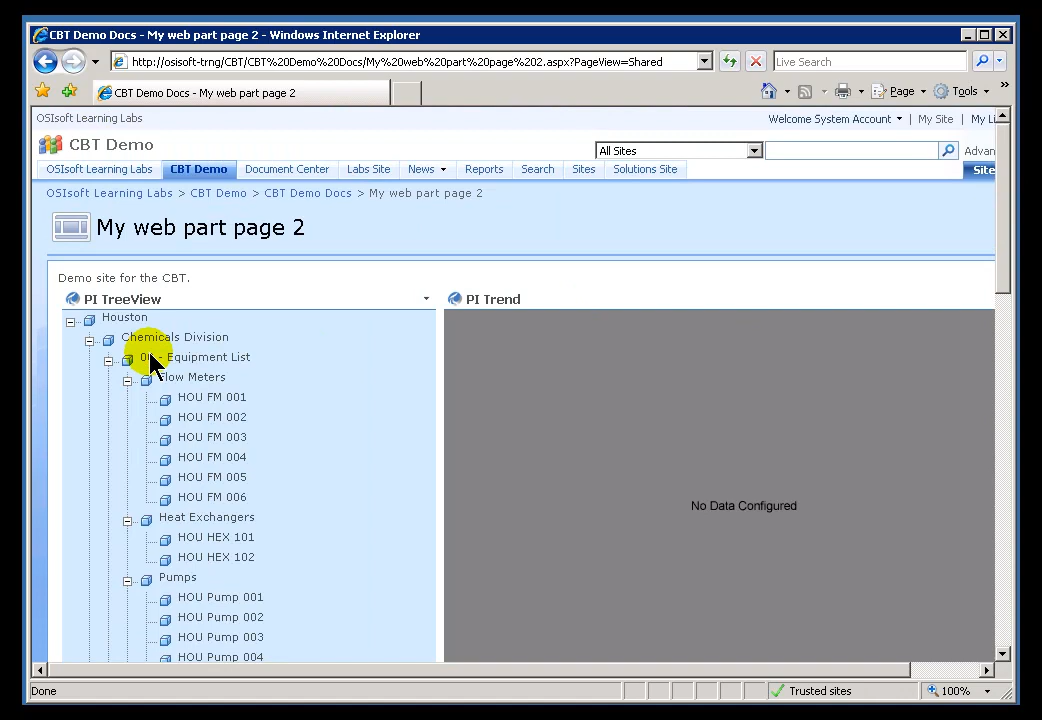 CBT Demo Docs - My web part page 2 - Windows Internet Explorer
http://osisoft-trng/CBT/CBT%20Demo%20Docs/My%20web%20part%20page%202.aspx?PageView=Shared
Live Search
CBT Demo Docs - My web part page 2
Page
Tools
OSIsoft Learning Labs
Welcome System Account
My Site
My Li
CBT Demo
All Sites
Advan
OSIsoft Learning Labs
CBT Demo
Document Center
Labs Site
News
Reports
Search
Sites
Solutions Site
Site
OSIsoft Learning Labs > CBT Demo > CBT Demo Docs > My web part page 2
My web part page 2
Demo site for the CBT.
PI TreeView
PI Trend
Houston
Chemicals Division
- Equipment List
Flow Meters
HOU FM 001
HOU FM 002
HOU FM 003
HOU FM 004
HOU FM 005
HOU FM 006
Heat Exchangers
HOU HEX 101
HOU HEX 102
Pumps
HOU Pump 001
HOU Pump 002
HOU Pump 003
HOU Pump 004
No Data Configured
Done
Trusted sites
100%